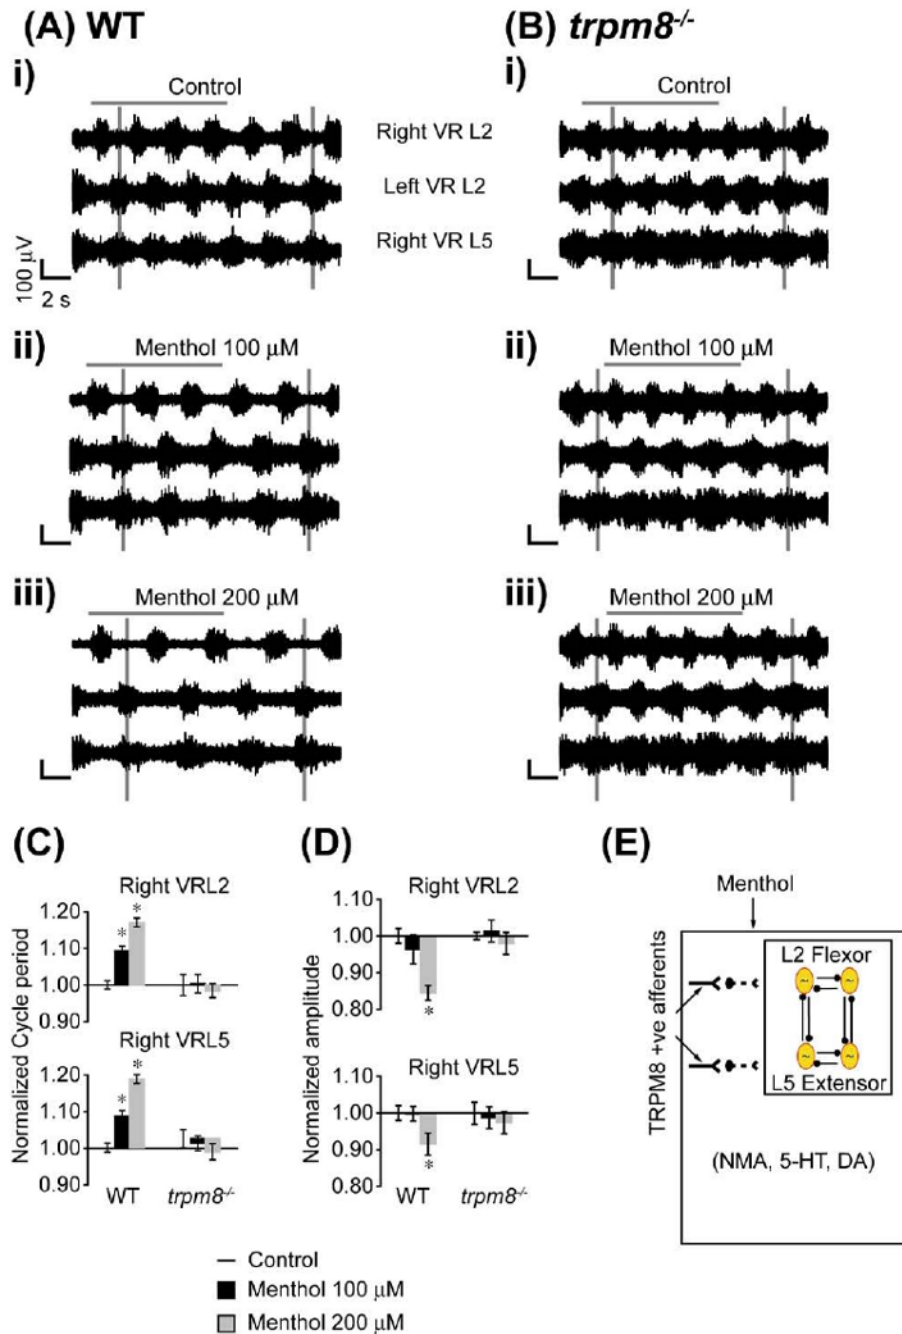 (A) WT
(B) trpm8-/-
i)
Control
Right VR L2
Left VR L2
Right VR L5
100 µV
2 s
i)
Control
ii)
Menthol 100 µM
ii)
Menthol 100 µM
iii)
Menthol 200 µM
iii)
Menthol 200 µM
(C)
Right VRL2
Normalized Cycle period
1.20
1.10
1.00
0.90
* *
Right VRL5
1.20
1.10
1.00
0.90
* *
WT
trpm8-/-
(D)
Right VRL2
Normalized amplitude
1.00
0.90
0.80
*
Right VRL5
1.10
1.00
0.90
0.80
*
WT
trpm8-/-
Control
Menthol 100 µM
Menthol 200 µM
(E)
Menthol
TRPM8 +ve afferents
L2 Flexor
~ ~
~ ~
L5 Extensor
(NMA, 5-HT, DA)